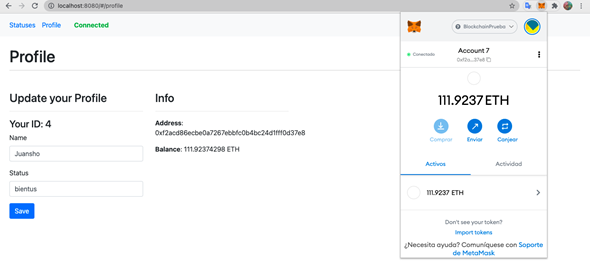 localhost:8080/#/profile
Statuses Profile Connected
Profile
Update your Profile
Your ID: 4
Name
Juansho
Status
bientus
Save
Info
Address:
0xf2acd86ecbe0a7267ebbfc0b4bc24d1fff0d37e8
Balance: 111.92374298 ETH
BlockchainPrueba
Conectado
Account 7
0xf2a...37e8
111.9237 ETH
Comprar Enviar Canjear
Activos Actividad
111.9237 ETH
Don't see your token?
Import tokens
¿Necesita ayuda? Comuníquese con Soporte
de MetaMask